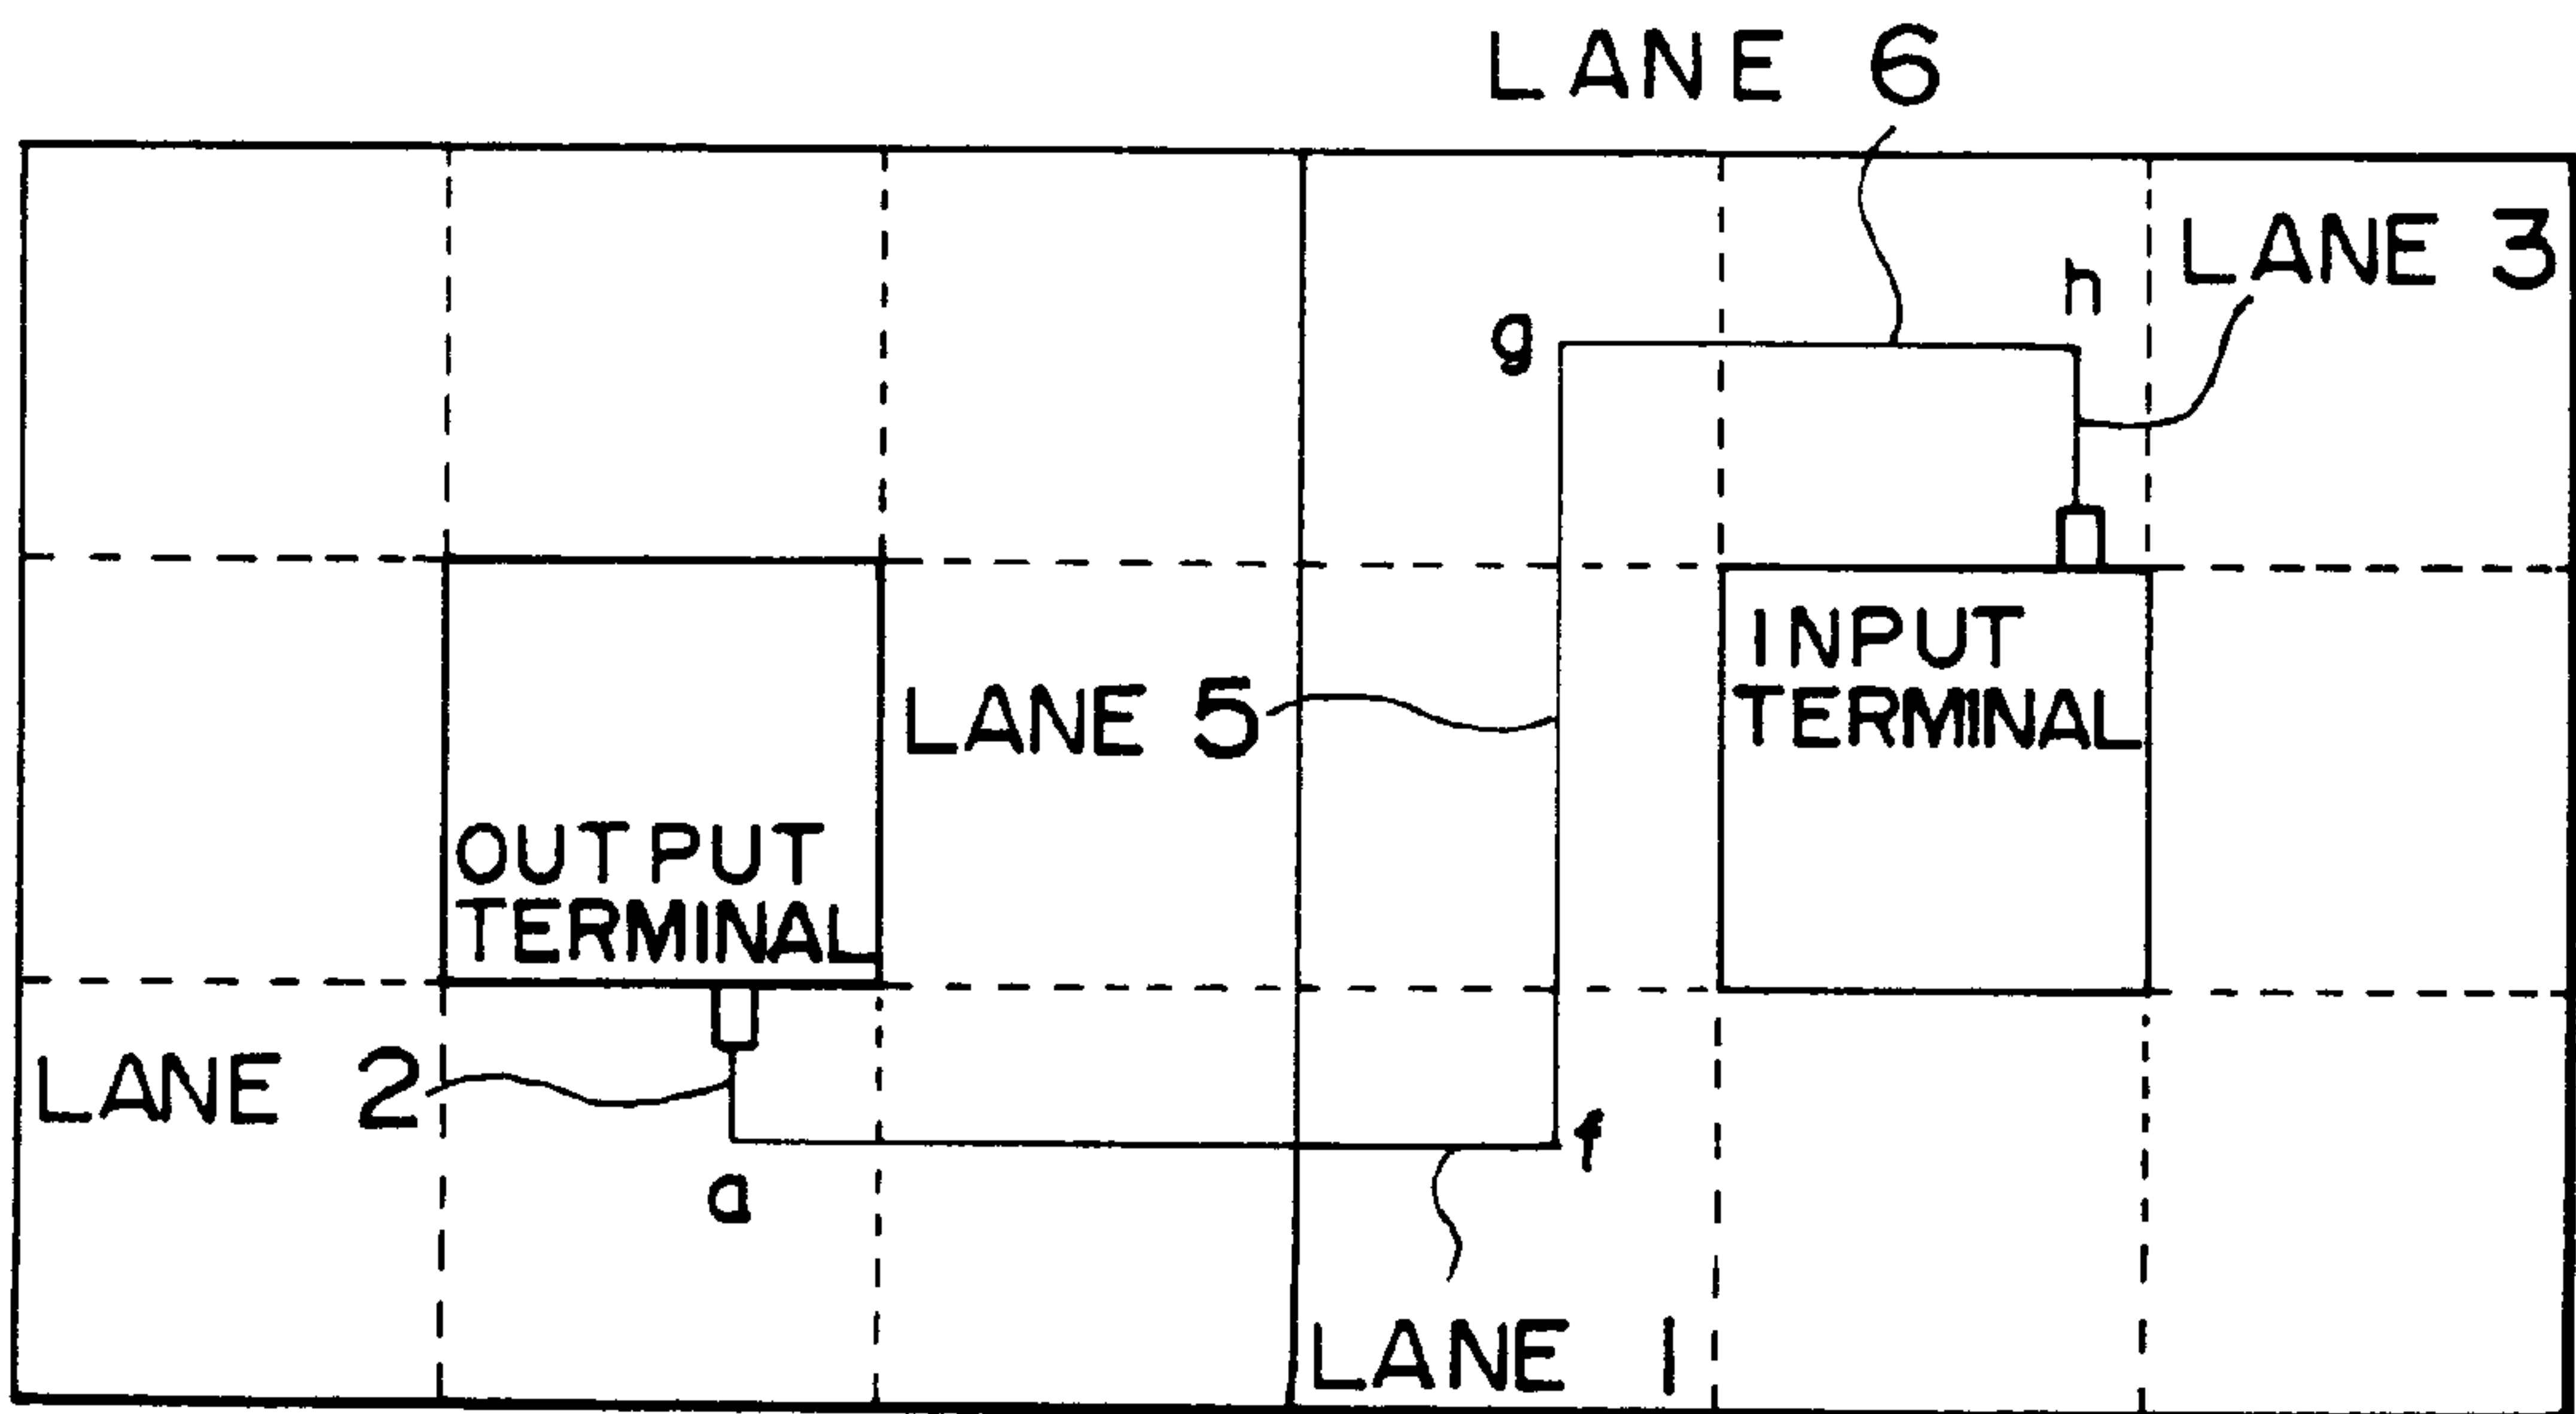 LANE 6
LANE 3
h
g
INPUT
TERMINAL
LANE 5
OUTPUT
TERMINAL
LANE 2
f
a
LANE 1